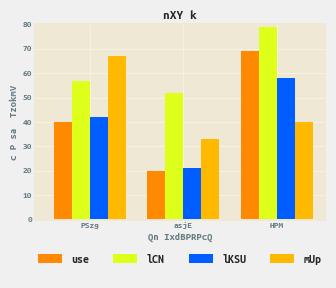 nXY k
80
70
60
50
40
30
20
10
0
c P sa  TzokmV
PSzg asjE HPM
Qn IxdBPRPcQ
use lCN lKSU mUp